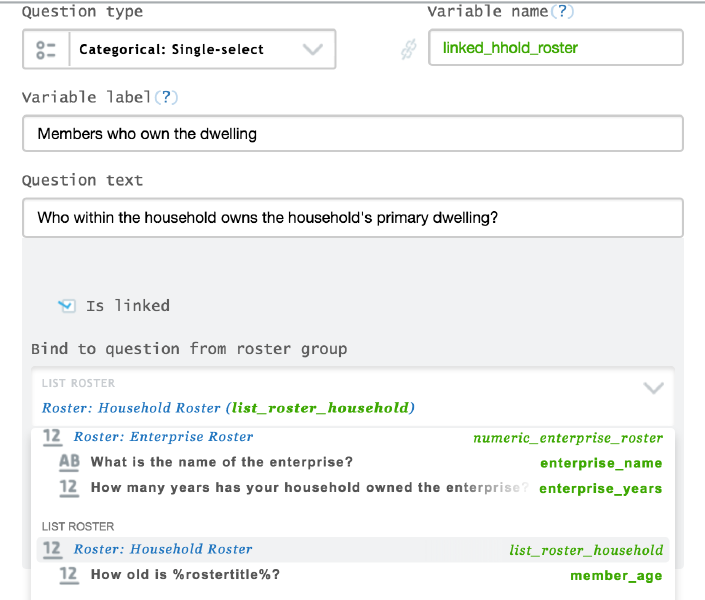 Question type
Variable name(?)
Categorical: Single-select
linked_hhold_roster
Variable label(?)
Members who own the dwelling
Question text
Who within the household owns the household's primary dwelling?
Is linked
Bind to question from roster group
LIST ROSTER
Roster: Household Roster (list_roster_household)
12 Roster: Enterprise Roster numeric_enterprise_roster
AB What is the name of the enterprise? enterprise_name
12 How many years has your household owned the enterprise? enterprise_years
LIST ROSTER
12 Roster: Household Roster list_roster_household
12 How old is %rostertitle%? member_age